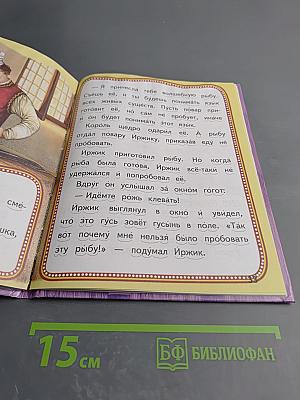 — Я принесла тебе волшебную рыбу.
Съешь её, и ты будешь понимать язык
всех живых существ. Пусть повар при-
готовит её, но сам не пробует, иначе
и он будет понимать этот язык.
Король щедро одарил её. А рыбу
отдал повару Иржику, приказав ему не
пробовать.
Иржик приготовил рыбу. Но когда
рыба была готова, Иржик всё-таки не
удержался и попробовал её.
Вдруг он услышал за окном гогот:
— Идёмте рожь клевать!
Иржик выглянул в окно и увидел,
что это гусь зовёт гусынь в поле. «Так
вот почему мне нельзя было пробовать
эту рыбу!» — подумал Иржик.
сме-
шка,
15 см
БФ БИБЛИОФАН